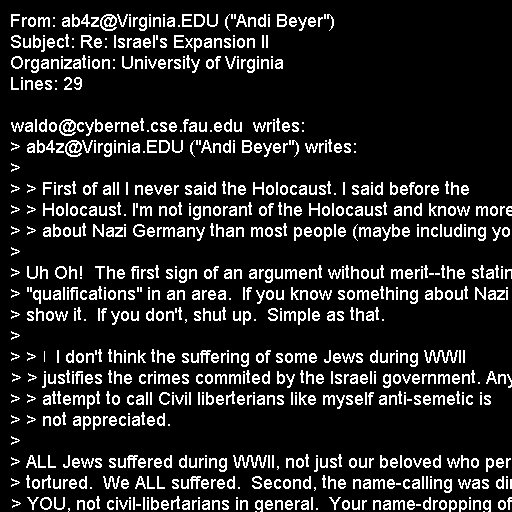 From: ab4z@Virginia.EDU ("Andi Beyer")
Subject: Re: Israel's Expansion II
Organization: University of Virginia
Lines: 29

waldo@cybernet.cse.fau.edu  writes:
> ab4z@Virginia.EDU ("Andi Beyer") writes:
>
> > First of all I never said the Holocaust. I said before the
> > Holocaust. I'm not ignorant of the Holocaust and know more
> > about Nazi Germany than most people (maybe including yo
>
> Uh Oh!  The first sign of an argument without merit--the statin
> "qualifications" in an area.  If you know something about Nazi
> show it.  If you don't, shut up.  Simple as that.
>
> > I don't think the suffering of some Jews during WWII
> > justifies the crimes commited by the Israeli government. Any
> > attempt to call Civil liberterians like myself anti-semetic is
> > not appreciated.
>
> ALL Jews suffered during WWII, not just our beloved who per
> tortured.  We ALL suffered.  Second, the name-calling was dir
> YOU, not civil-libertarians in general.  Your name-dropping of